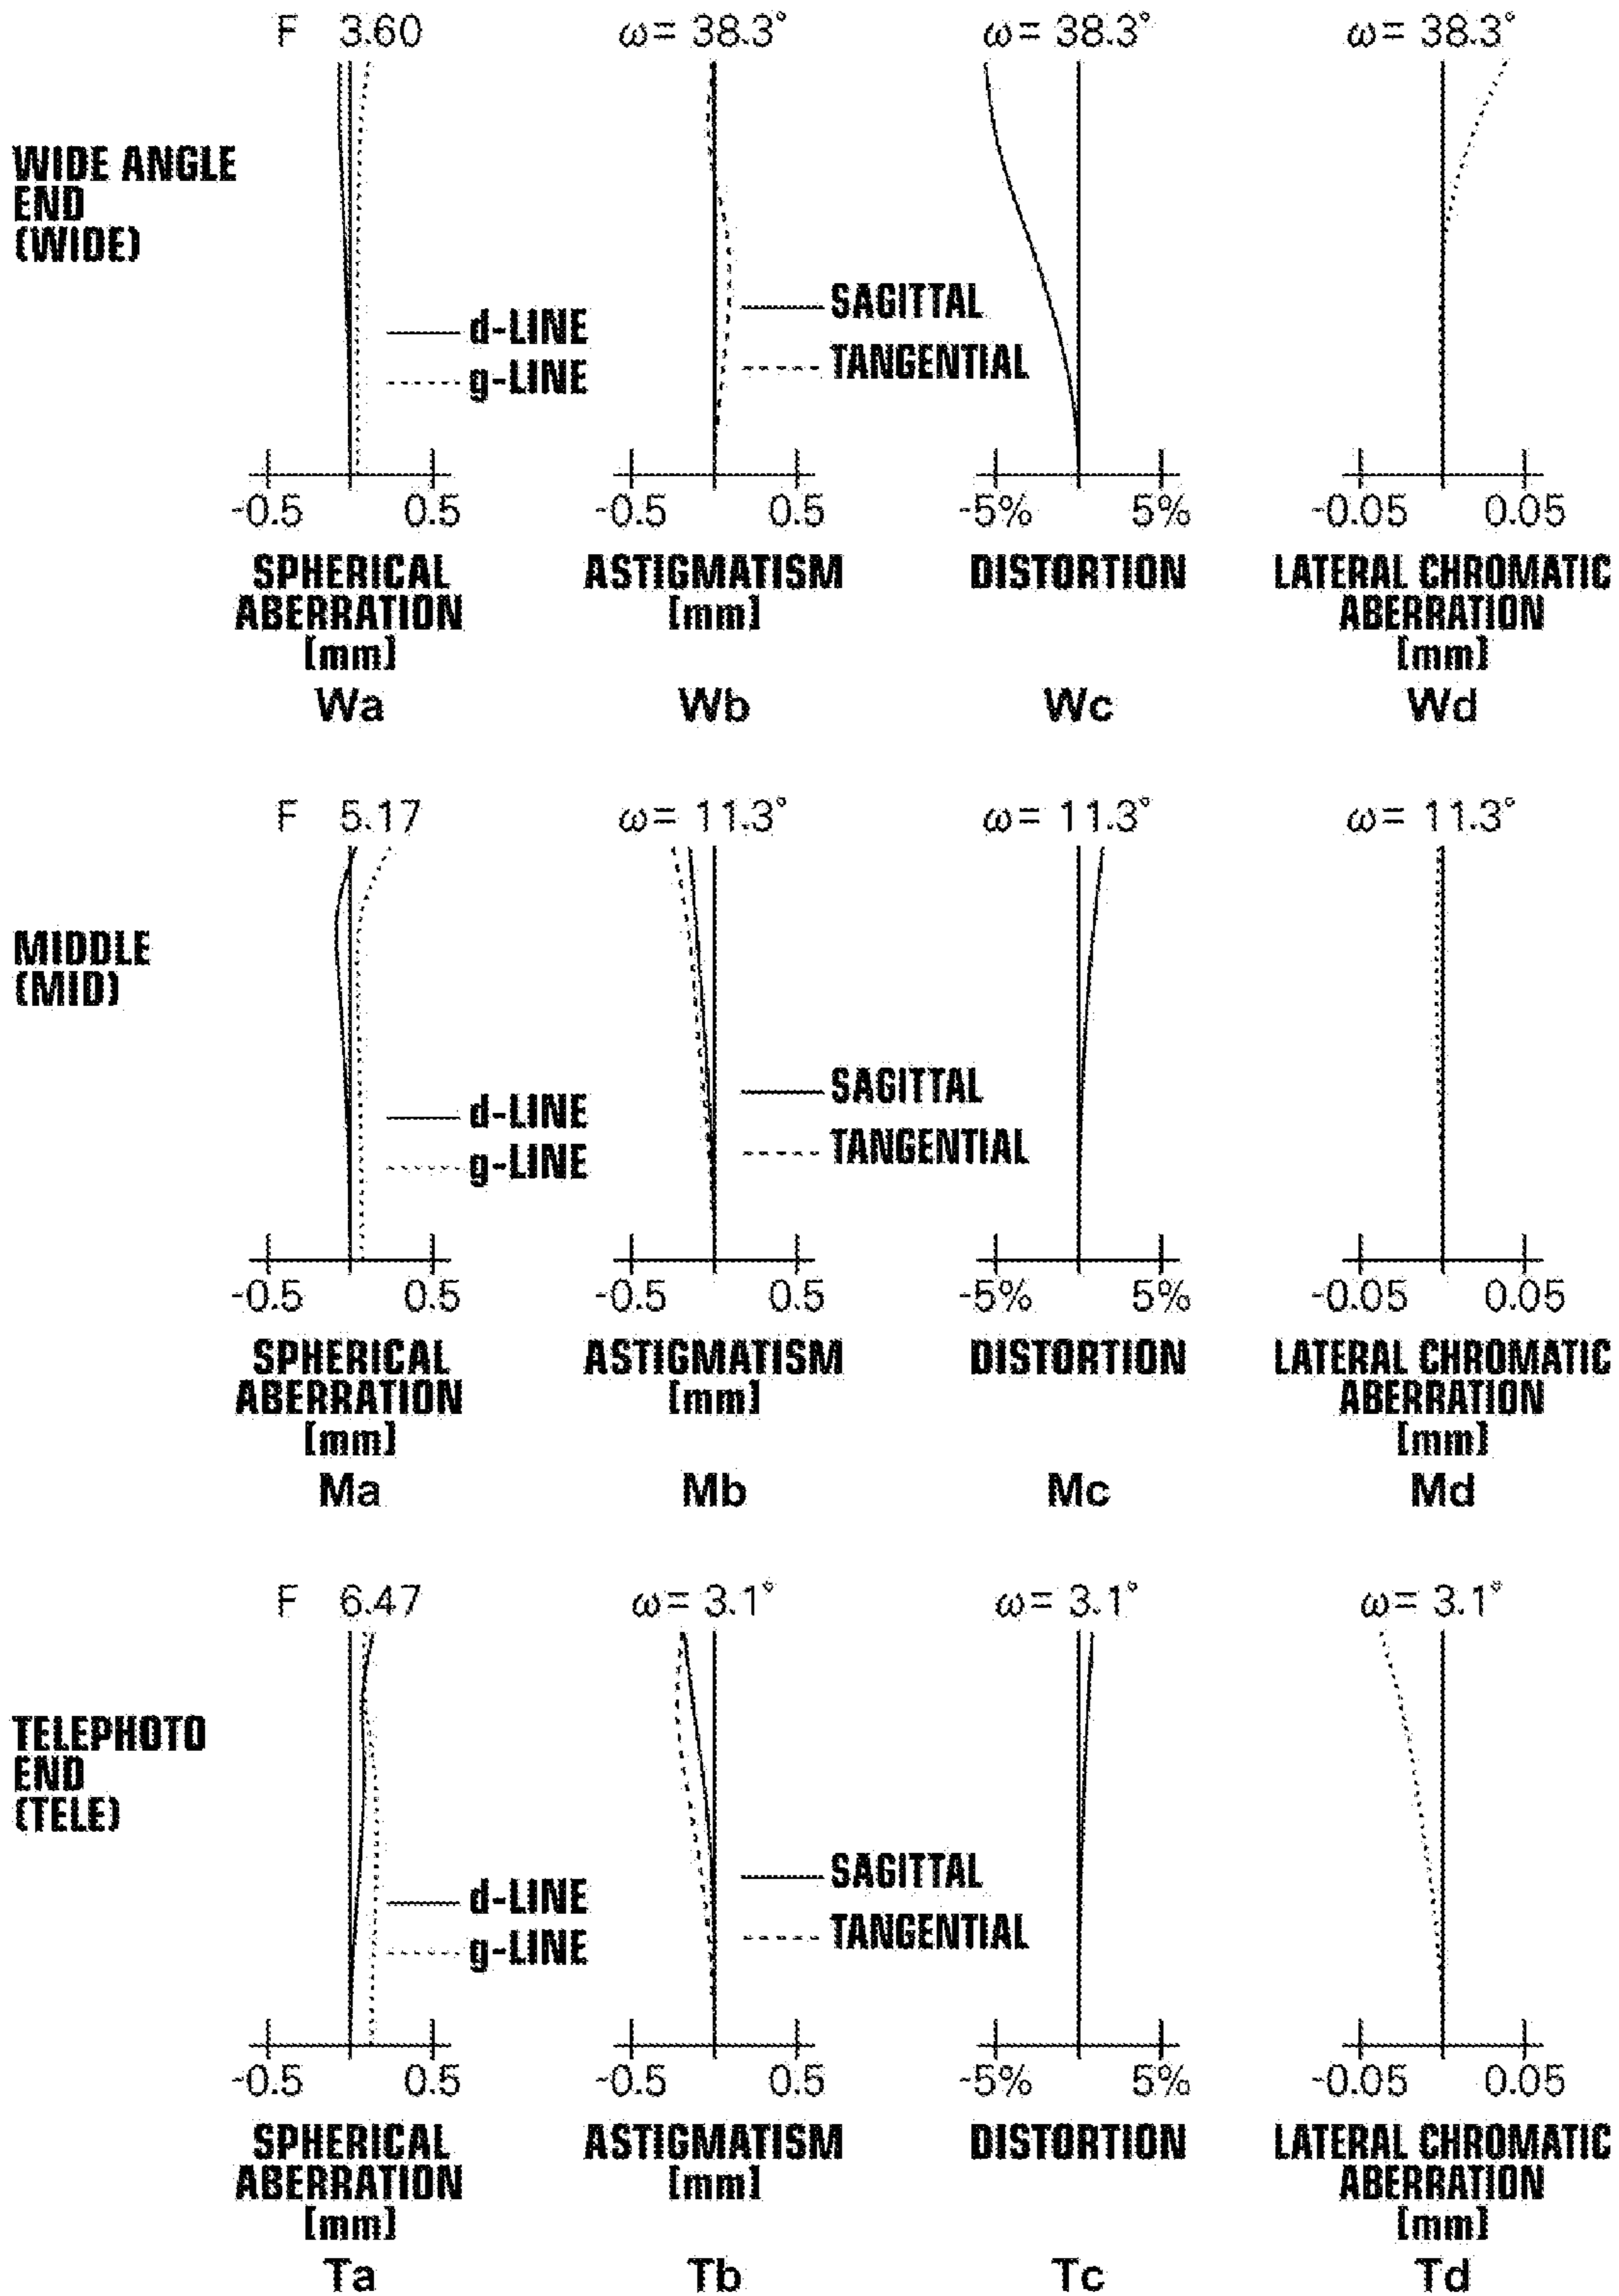 F 3.60
ω= 38.3°
ω= 38.3°
ω= 38.3°
WIDE ANGLE
END
(WIDE)
d-LINE
g-LINE
SAGITTAL
TANGENTIAL
-0.5 0.5
-0.5 0.5
-5% 5%
-0.05 0.05
SPHERICAL
ABERRATION
[mm]
ASTIGMATISM
[mm]
DISTORTION
LATERAL CHROMATIC
ABERRATION
[mm]
Wa
Wb
Wc
Wd
F 5.17
ω= 11.3°
ω= 11.3°
ω= 11.3°
MIDDLE
(MID)
d-LINE
g-LINE
SAGITTAL
TANGENTIAL
-0.5 0.5
-0.5 0.5
-5% 5%
-0.05 0.05
SPHERICAL
ABERRATION
[mm]
ASTIGMATISM
[mm]
DISTORTION
LATERAL CHROMATIC
ABERRATION
[mm]
Ma
Mb
Mc
Md
F 6.47
ω= 3.1°
ω= 3.1°
ω= 3.1°
TELEPHOTO
END
(TELE)
d-LINE
g-LINE
SAGITTAL
TANGENTIAL
-0.5 0.5
-0.5 0.5
-5% 5%
-0.05 0.05
SPHERICAL
ABERRATION
[mm]
ASTIGMATISM
[mm]
DISTORTION
LATERAL CHROMATIC
ABERRATION
[mm]
Ta
Tb
Tc
Td